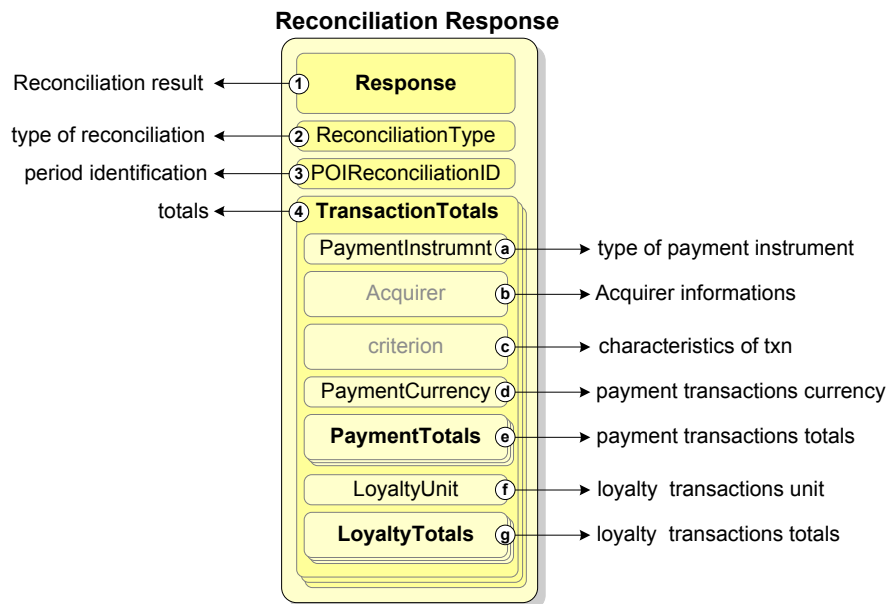 Reconciliation Response
Reconciliation result 1 Response
type of reconciliation 2 ReconciliationType
period identification 3 POIReconciliationID
totals 4 TransactionTotals
PaymentInstrumnt a type of payment instrument
Acquirer b Acquirer informations
criterion c characteristics of txn
PaymentCurrency d payment transactions currency
PaymentTotals e payment transactions totals
LoyaltyUnit f loyalty transactions unit
LoyaltyTotals g loyalty transactions totals